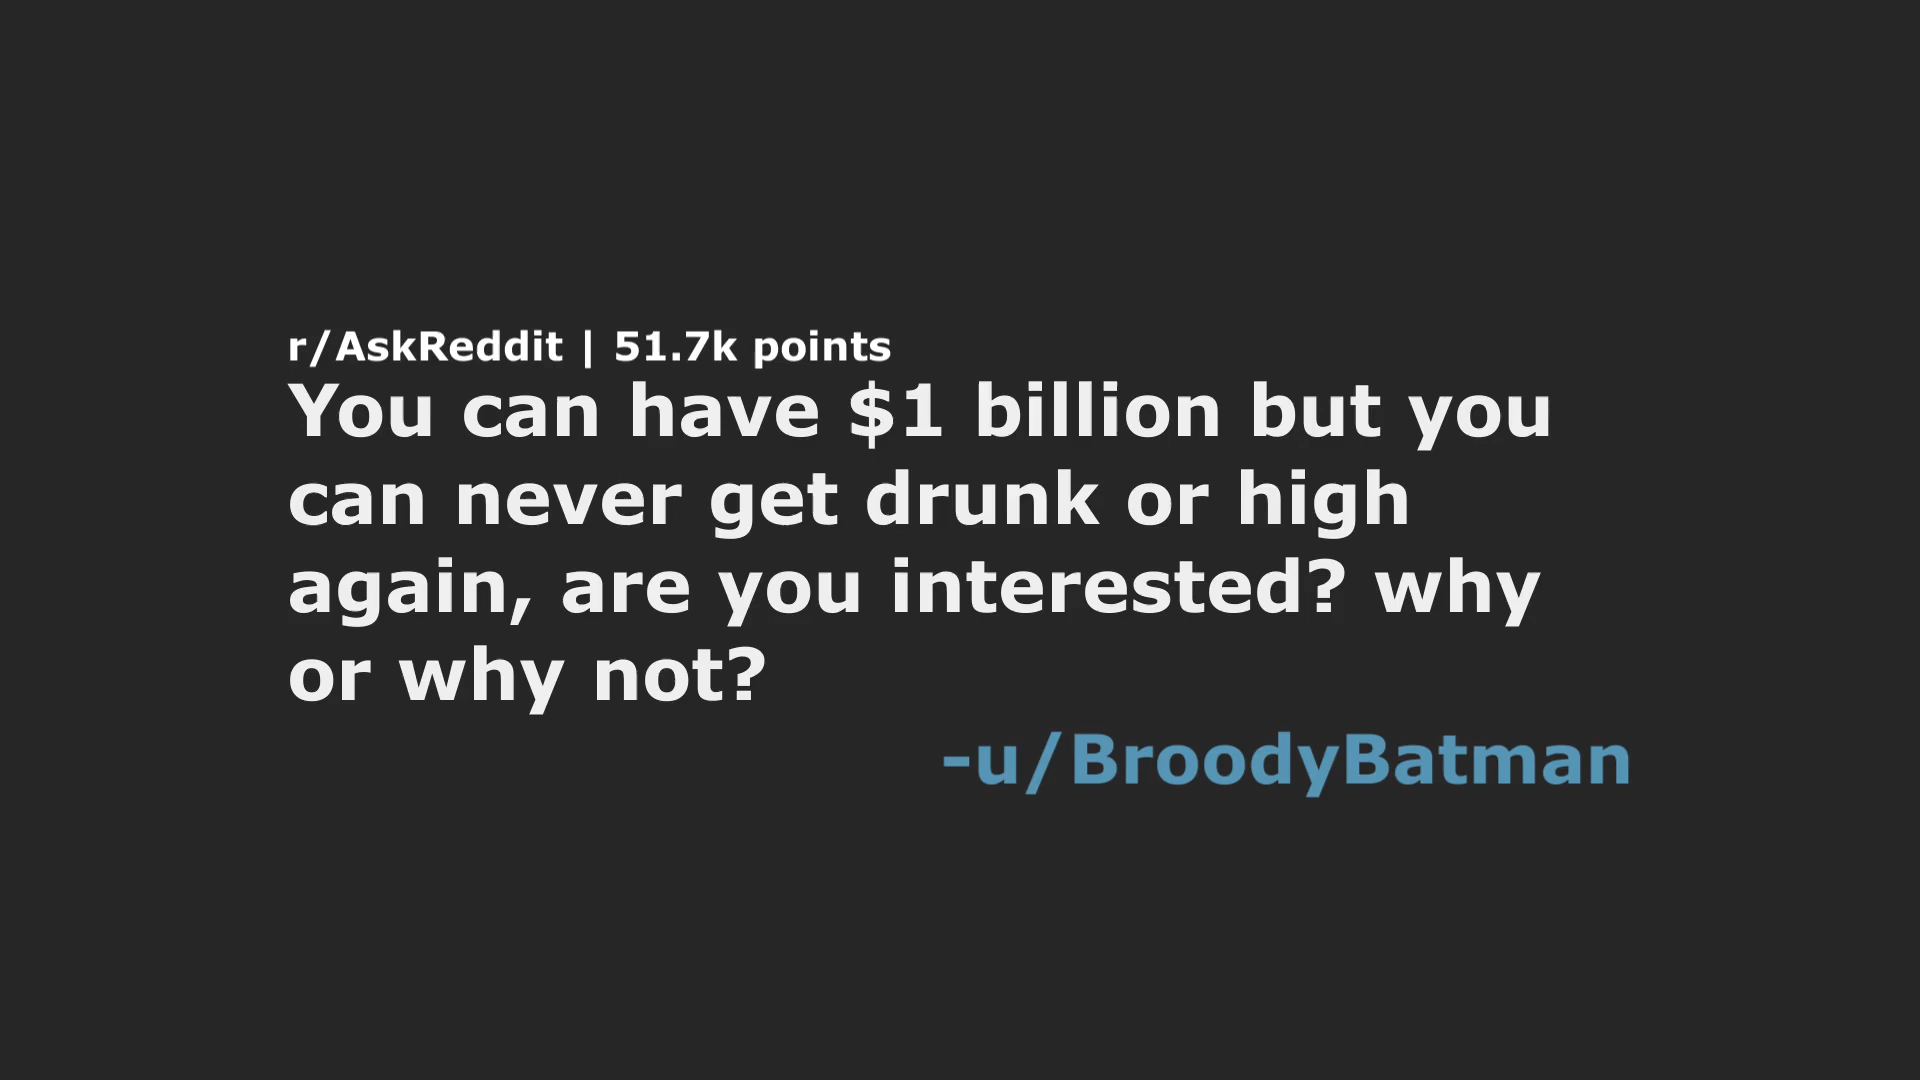 r/AskReddit | 51.7k points
You can have $1 billion but you
can never get drunk or high
again, are you interested? why
or why not?
-u/BroodyBatman